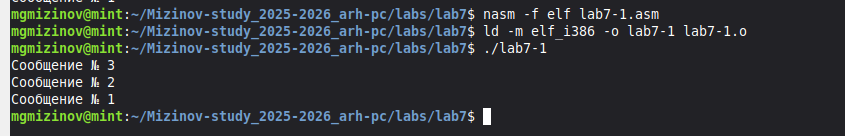 mgmizinov@mint:~/Mizinov-study_2025-2026_arh-pc/labs/lab7$ nasm -f elf lab7-1.asm
mgmizinov@mint:~/Mizinov-study_2025-2026_arh-pc/labs/lab7$ ld -m elf_i386 -o lab7-1 lab7-1.o
mgmizinov@mint:~/Mizinov-study_2025-2026_arh-pc/labs/lab7$ ./lab7-1
Сообщение № 3
Сообщение № 2
Сообщение № 1
mgmizinov@mint:~/Mizinov-study_2025-2026_arh-pc/labs/lab7$